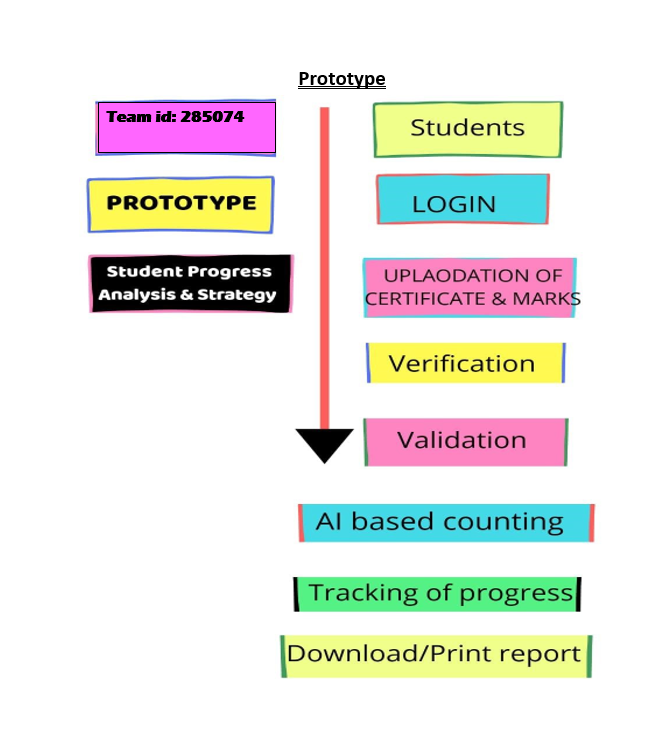 Prototype
Team id: 285074
PROTOTYPE
Student Progress
Analysis & Strategy
Students
LOGIN
UPLAODATION OF
CERTIFICATE & MARKS
Verification
Validation
AI based counting
Tracking of progress
Download/Print report